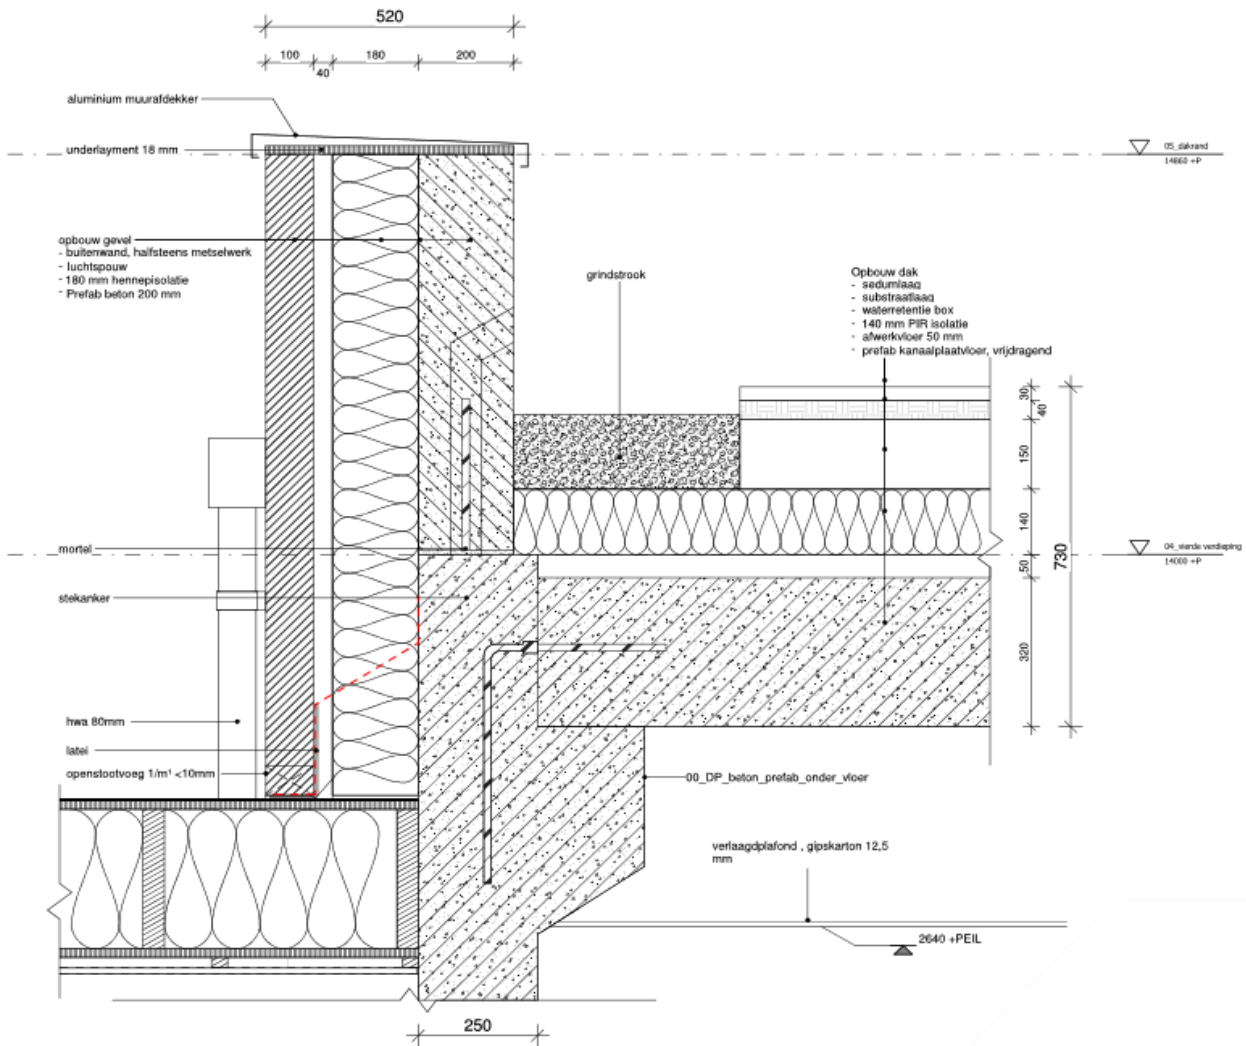 520
100
40
180
200
aluminium muurafdekker
underlayment 18 mm
05_dakrand
14860 +P
opbouw gevel
- buitenwand, halfsteens metselwerk
- luchtspouw
- 180 mm hennepisolatie
- Prefab beton 200 mm
grindstrook
Opbouw dak
- sedumlaag
- substraatlaag
- waterretentie box
- 140 mm PIR isolatie
- afwerkvloer 50 mm
- prefab kanaalplaatvloer, vrijdragend
30
40
150
140
50
320
730
mortel
04_vierde verdieping
14000 +P
stekanker
hwa 80mm
latei
openstootvoeg 1/m¹ <10mm
00_DP_beton_prefab_onder_vloer
verlaagdplafond , gipskarton 12,5
mm
2640 +PEIL
250